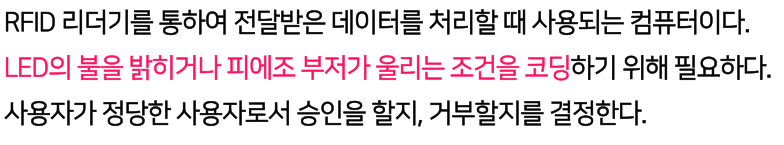 RFID 리더기를 통하여 전달받은 데이터를 처리할 때 사용되는 컴퓨터이다.
LED의 불을 밝히거나 피에조 부저가 울리는 조건을 코딩하기 위해 필요하다.
사용자가 정당한 사용자로서 승인을 할지, 거부할지를 결정한다.